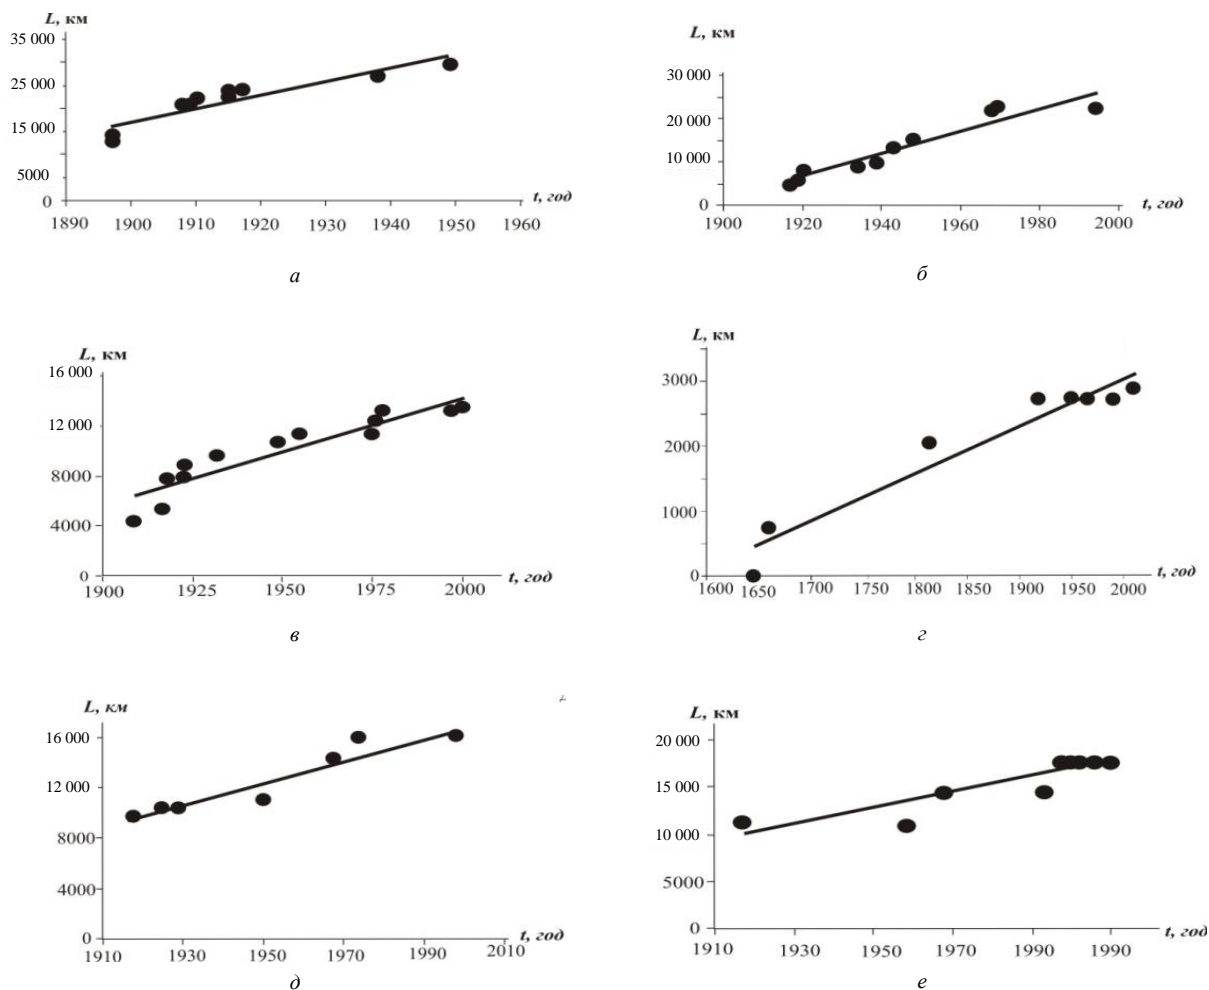 L, км
35 000
25 000
15 000
5000
0
1890 1900 1910 1920 1930 1940 1950 1960
t, год
а
L, км
30 000
20 000
10 000
0
1900 1920 1940 1960 1980 2000
t, год
б
L, км
16 000
12 000
8000
4000
0
1900 1925 1950 1975 2000
t, год
в
L, км
3000
2000
1000
0
1600 1650 1700 1750 1800 1850 1900 1950 2000
t, год
г
L, км
16 000
12 000
8000
4000
0
1910 1930 1950 1970 1990 2010
t, год
д
L, км
20 000
15 000
10 000
5000
0
1910 1930 1950 1970 1990 1990
t, год
е